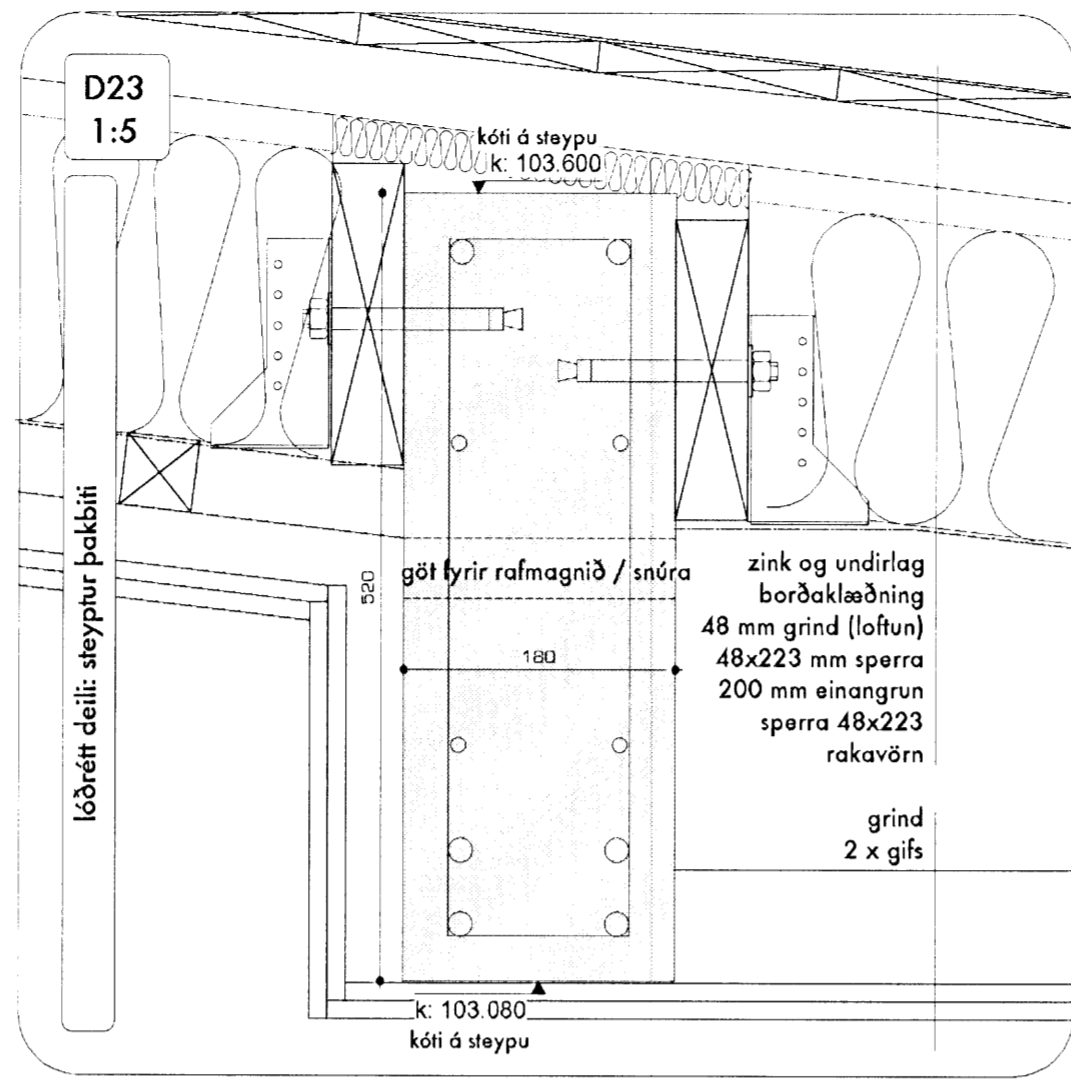 D23
1:5
lóðrétt deili: steyptur þakbiti
kóti á steypu
k: 103.600
göt fyrir rafmagnið / snúra
520
180
zink og undirlag
borðaklæðning
48 mm grind (loftun)
48x223 mm sperra
200 mm einangrun
sperra 48x223
rakavörn
grind
2 x gifs
k: 103.080
kóti á steypu